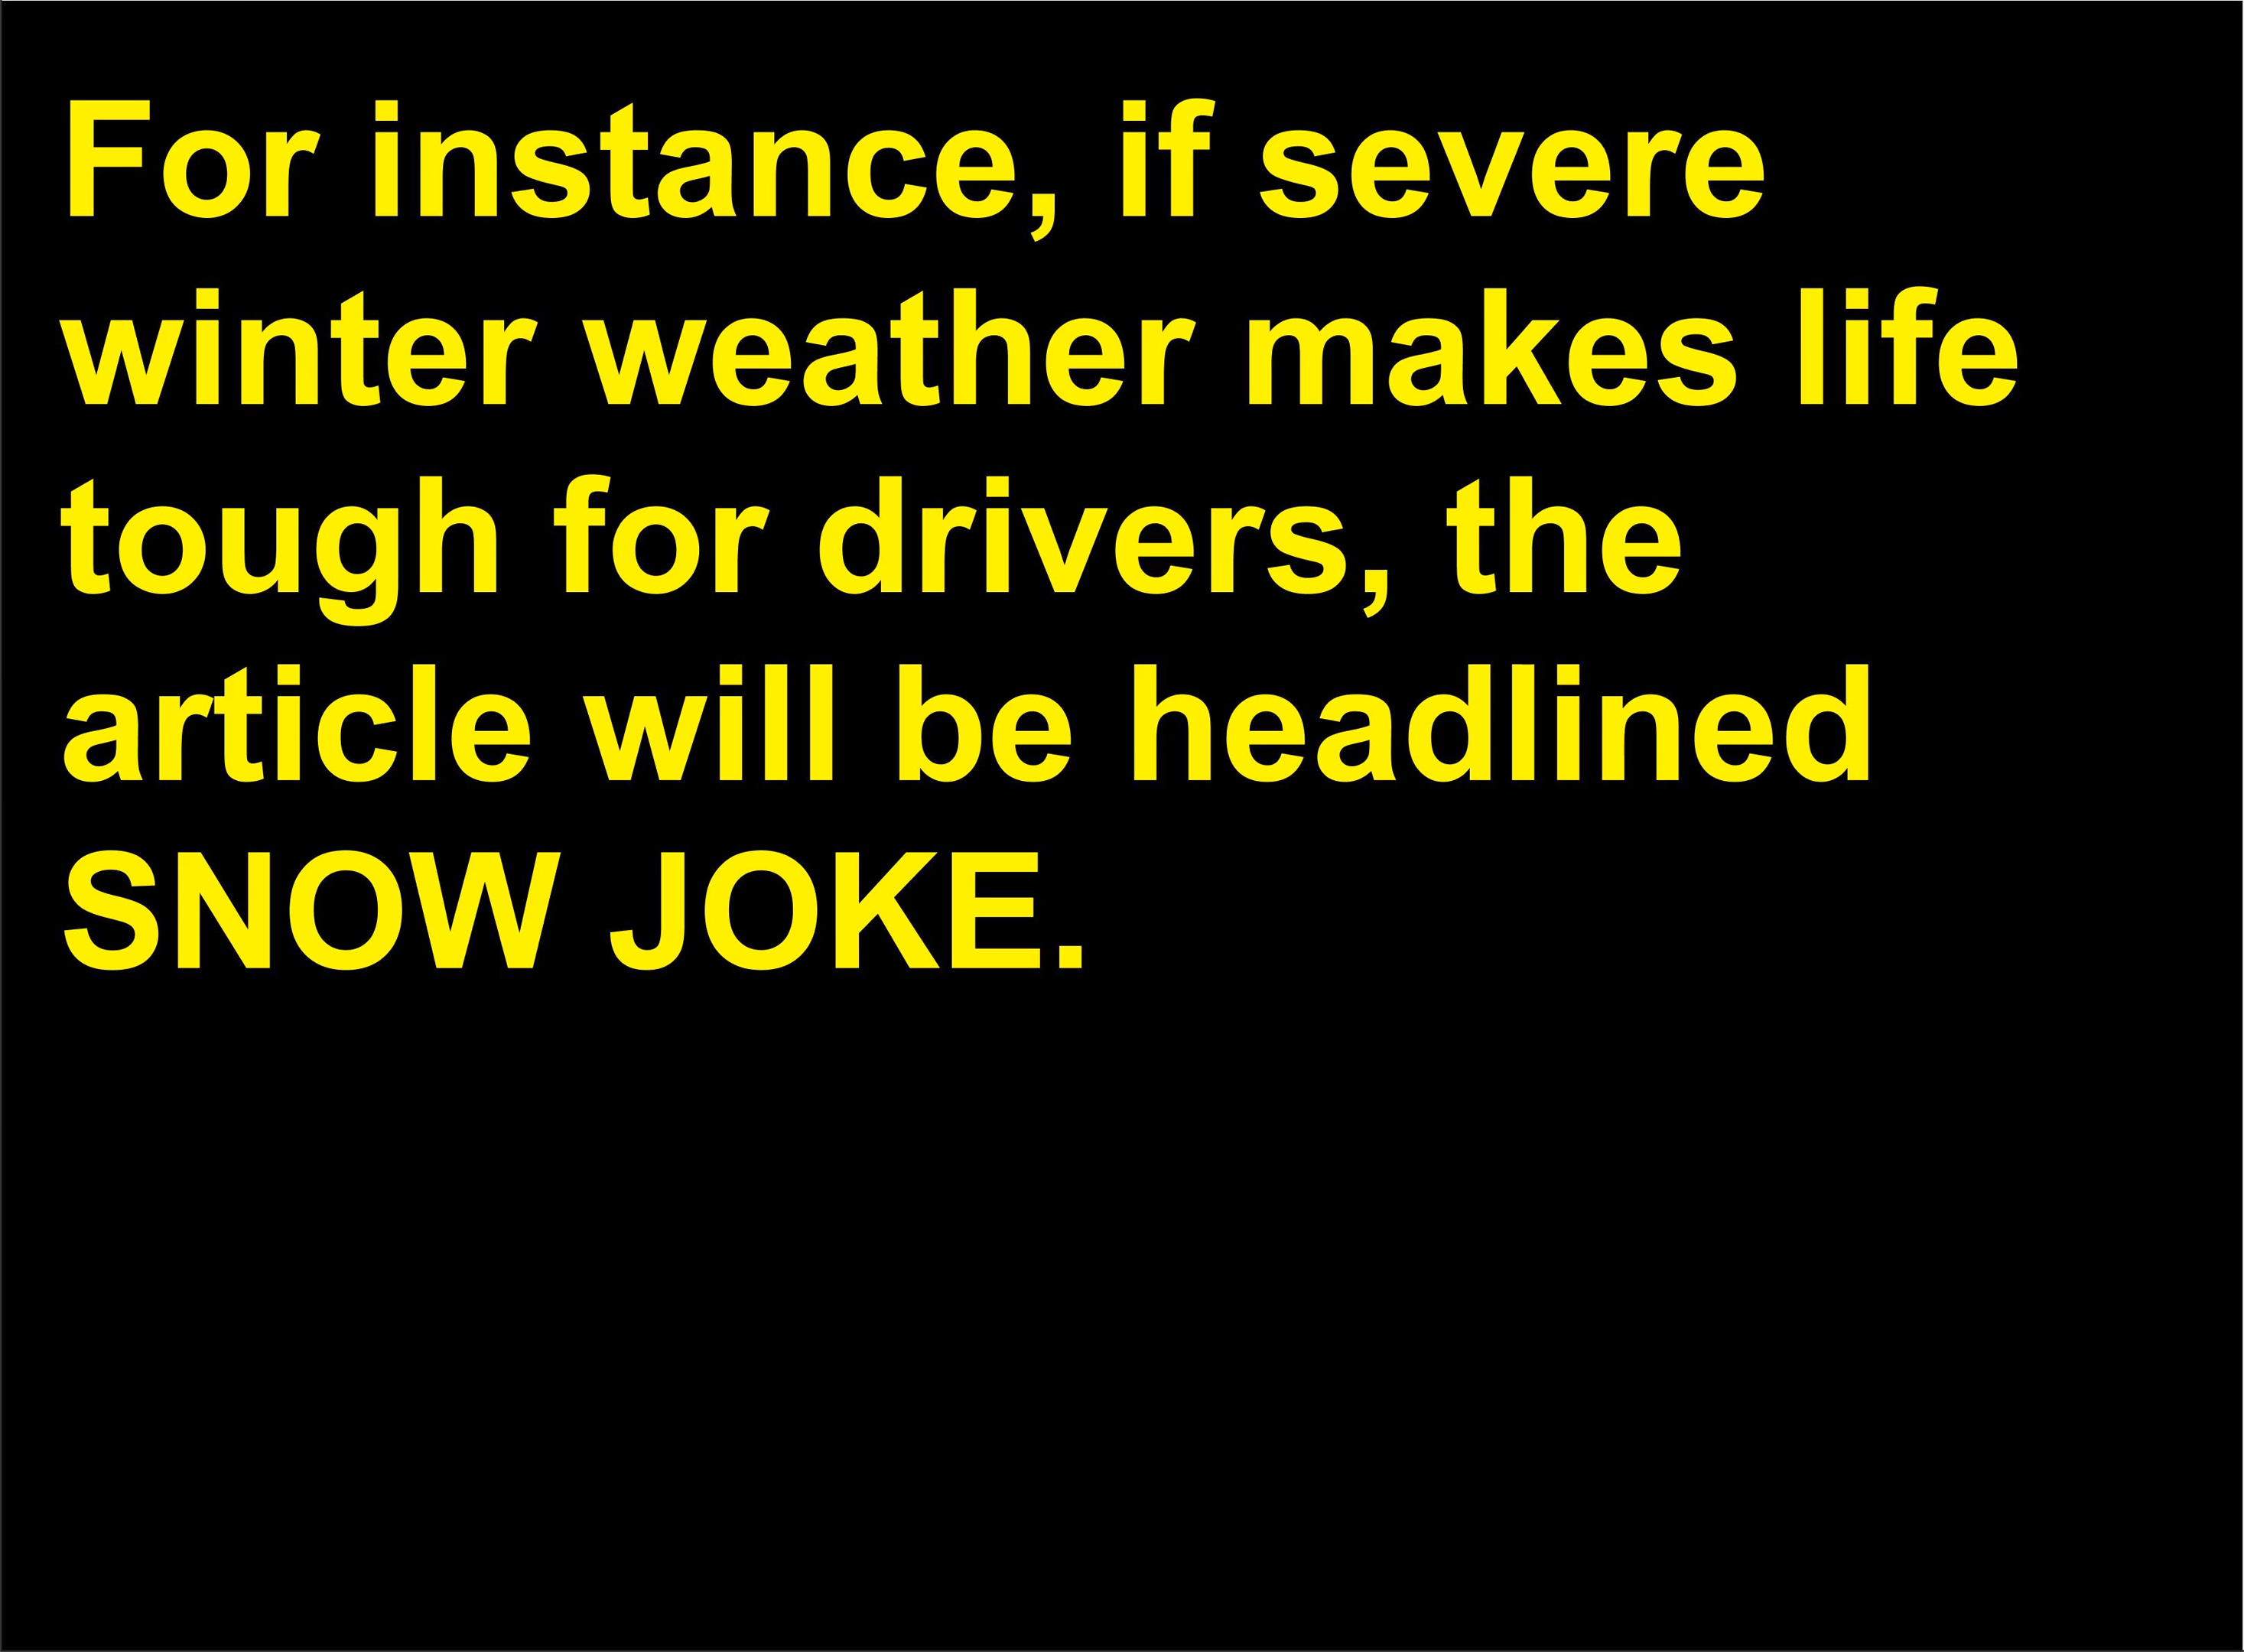 For instance, if severe
winter weather makes life
tough for drivers, the
article will be headlined
SNOW JOKE.